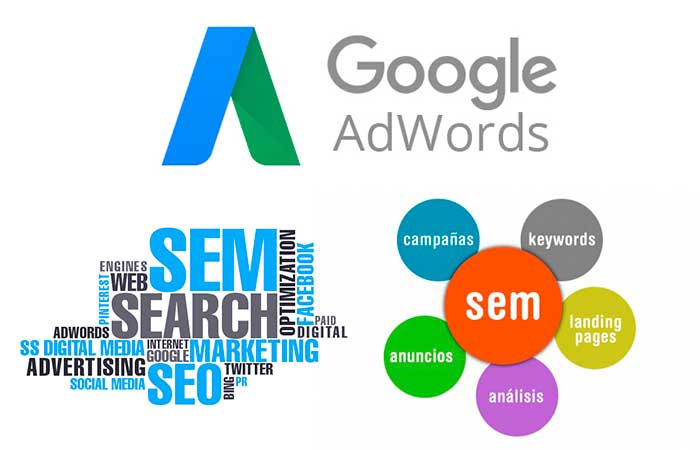 Google
AdWords
SEM
ENGINES
WEB
PINTEREST
SEARCH
OPTIMIZATION
FACEBOOK
PAID
DIGITAL
ADWORDS
SS DIGITAL MEDIA
INTERNET
GOOGLE
MARKETING
ADVERTISING
SOCIAL MEDIA
SEO
BING
TWITTER
PR
campañas
keywords
sem
landing
pages
anuncios
análisis